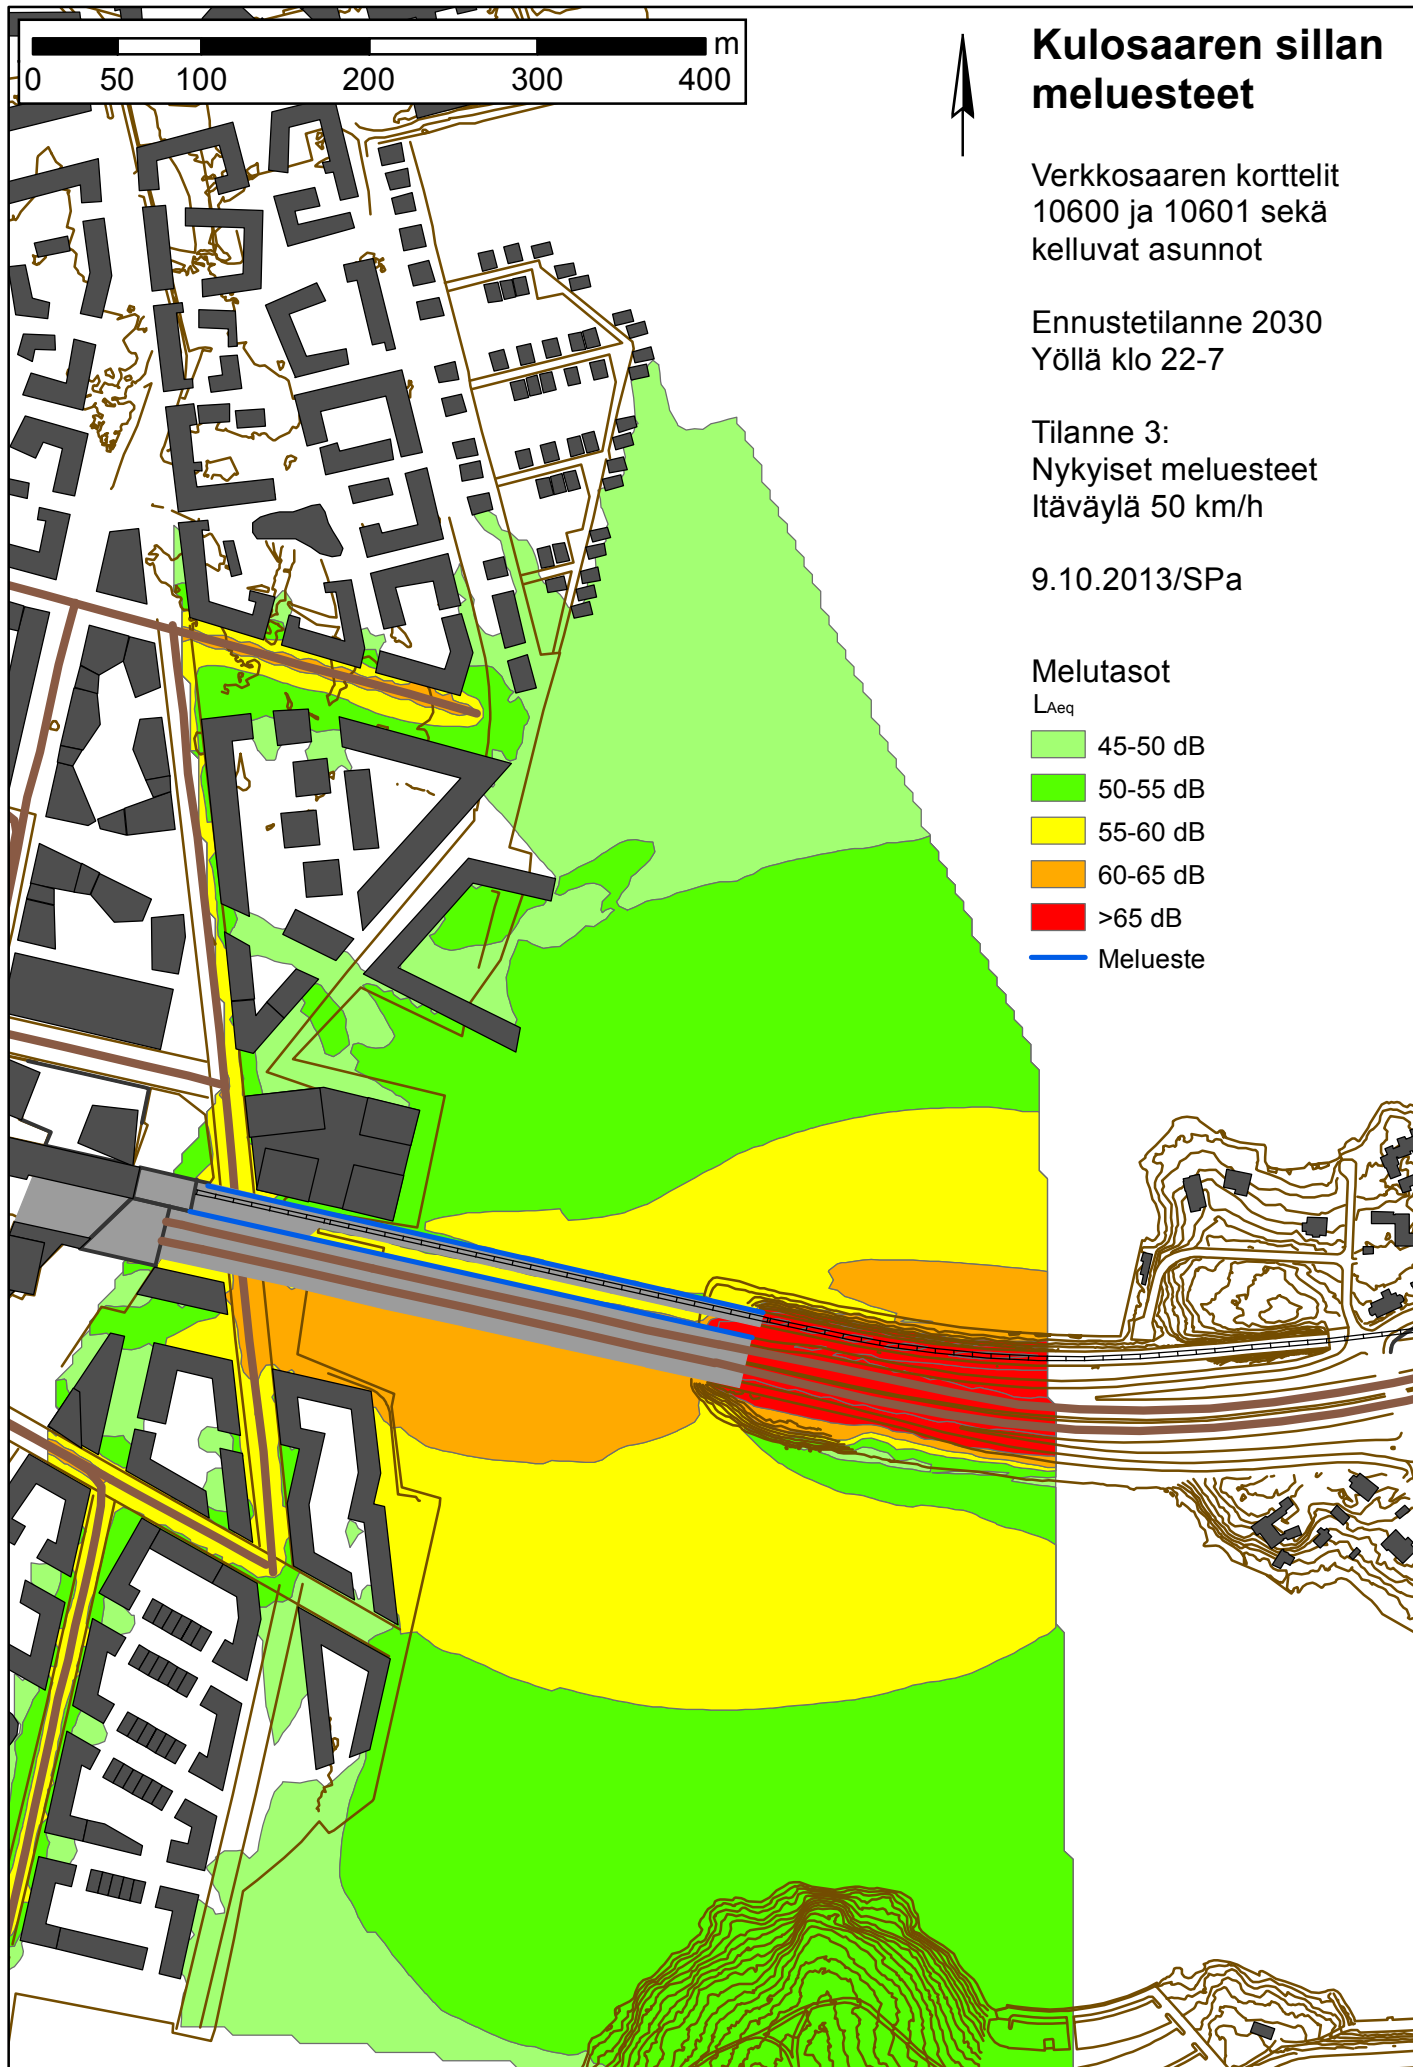 0 50 100 200 300 400 m
Kulosaaren sillan
meluesteet
Verkkosaaren korttelit
10600 ja 10601 sekä
kelluvat asunnot
Ennustetilanne 2030
Yöllä klo 22-7
Tilanne 3:
Nykyiset meluesteet
Itäväylä 50 km/h
9.10.2013/SPa
Melutasot
LAeq
45-50 dB
50-55 dB
55-60 dB
60-65 dB
>65 dB
Melueste